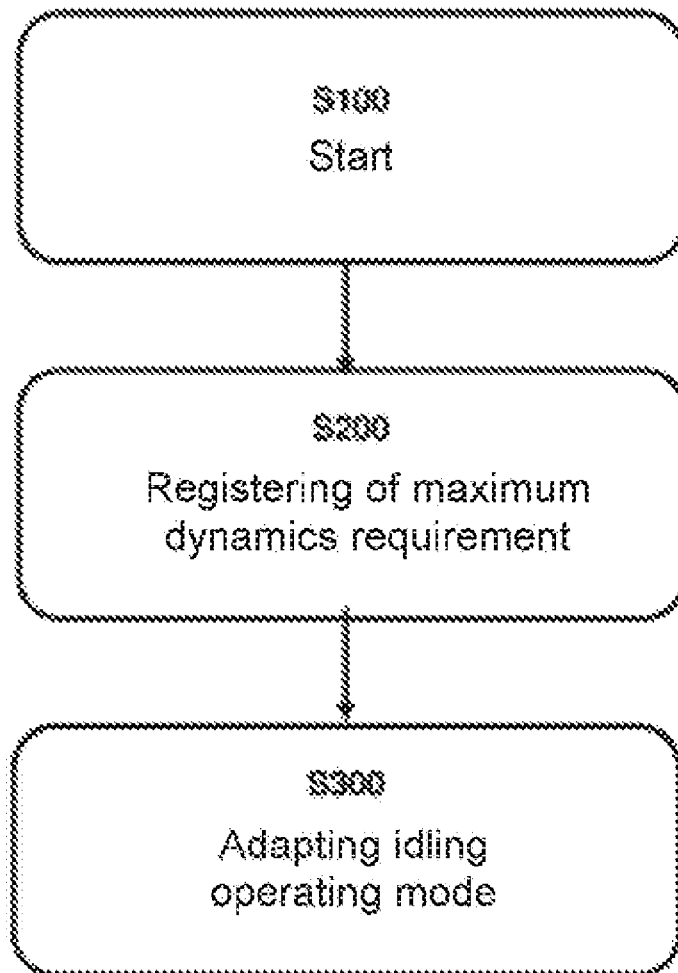 S100
Start
S200
Registering of maximum
dynamics requirement
S300
Adapting idling
operating mode